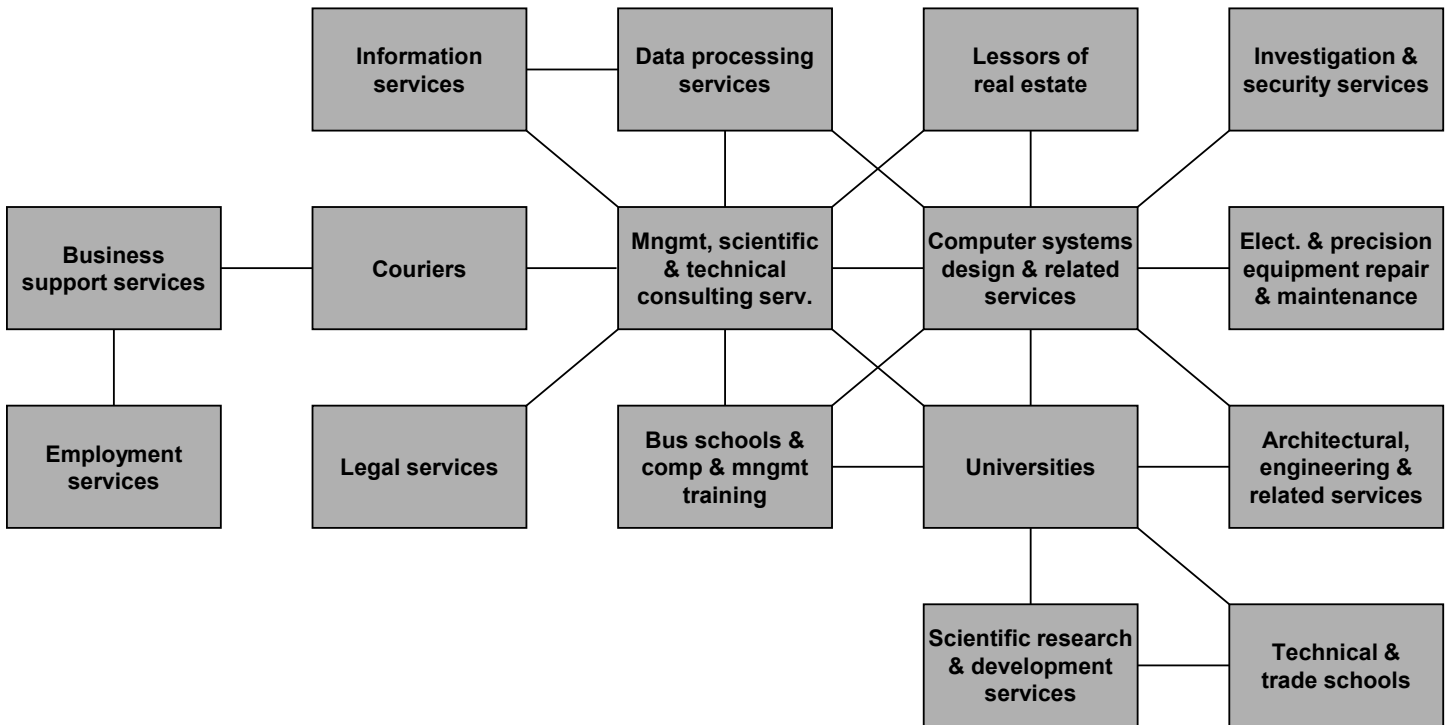 Information
services
Data processing
services
Lessors of
real estate
Investigation &
security services
Business
support services
Couriers
Mngmt, scientific
& technical
consulting serv.
Computer systems
design & related
services
Elect. & precision
equipment repair
& maintenance
Employment
services
Legal services
Bus schools &
comp & mngmt
training
Universities
Architectural,
engineering &
related services
Scientific research
& development
services
Technical &
trade schools